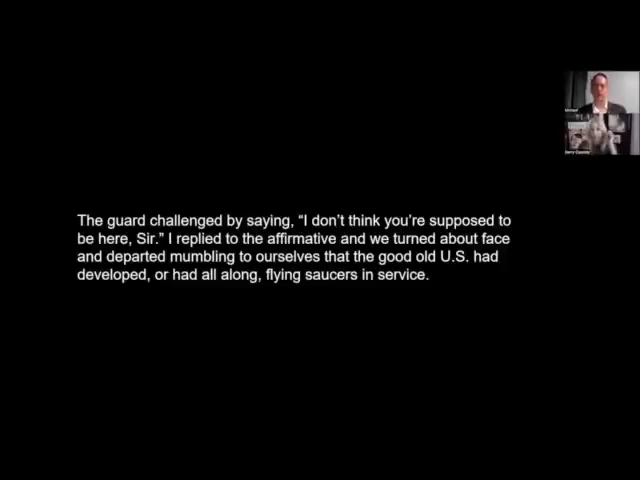 The guard challenged by saying, “I don’t think you’re supposed to
be here, Sir.” I replied to the affirmative and we turned about face
and departed mumbling to ourselves that the good old U.S. had
developed, or had all along, flying saucers in service.